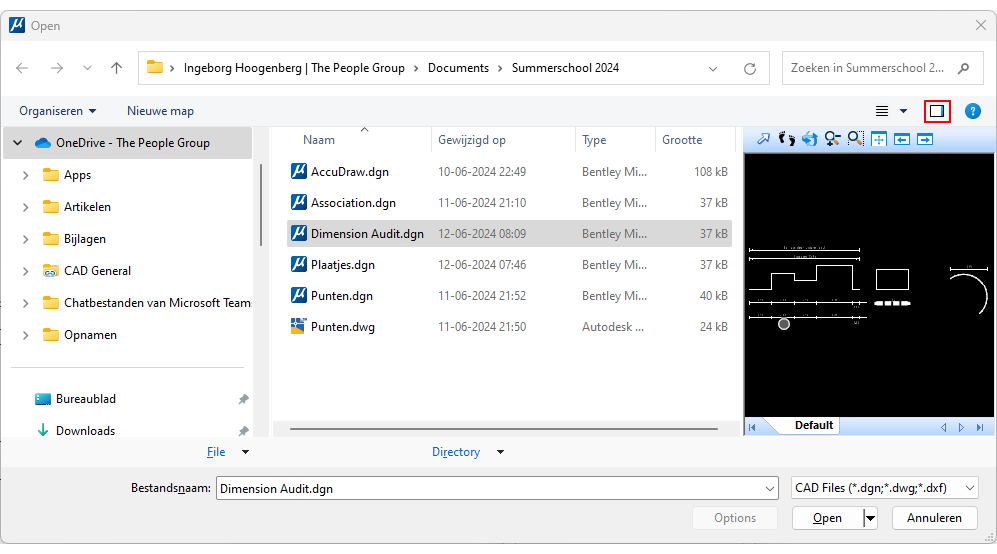 Open
Ingeborg Hoogenberg | The People Group > Documents > Summerschool 2024
Zoeken in Summerschool 2...
Organiseren
Nieuwe map
OneDrive - The People Group
Apps
Artikelen
Bijlagen
CAD General
Chatbestanden van Microsoft Teams
Opnamen
Bureaublad
Downloads
Naam Gewijzigd op Type Grootte
AccuDraw.dgn 10-06-2024 22:49 Bentley Mi... 108 kB
Association.dgn 11-06-2024 21:10 Bentley Mi... 37 kB
Dimension Audit.dgn 12-06-2024 08:09 Bentley Mi... 37 kB
Plaatjes.dgn 12-06-2024 07:46 Bentley Mi... 37 kB
Punten.dgn 11-06-2024 21:52 Bentley Mi... 40 kB
Punten.dwg 11-06-2024 21:50 Autodesk ... 24 kB
Default
File
Directory
Bestandsnaam: Dimension Audit.dgn
CAD Files (*.dgn;*.dwg;*.dxf)
Options
Open
Annuleren